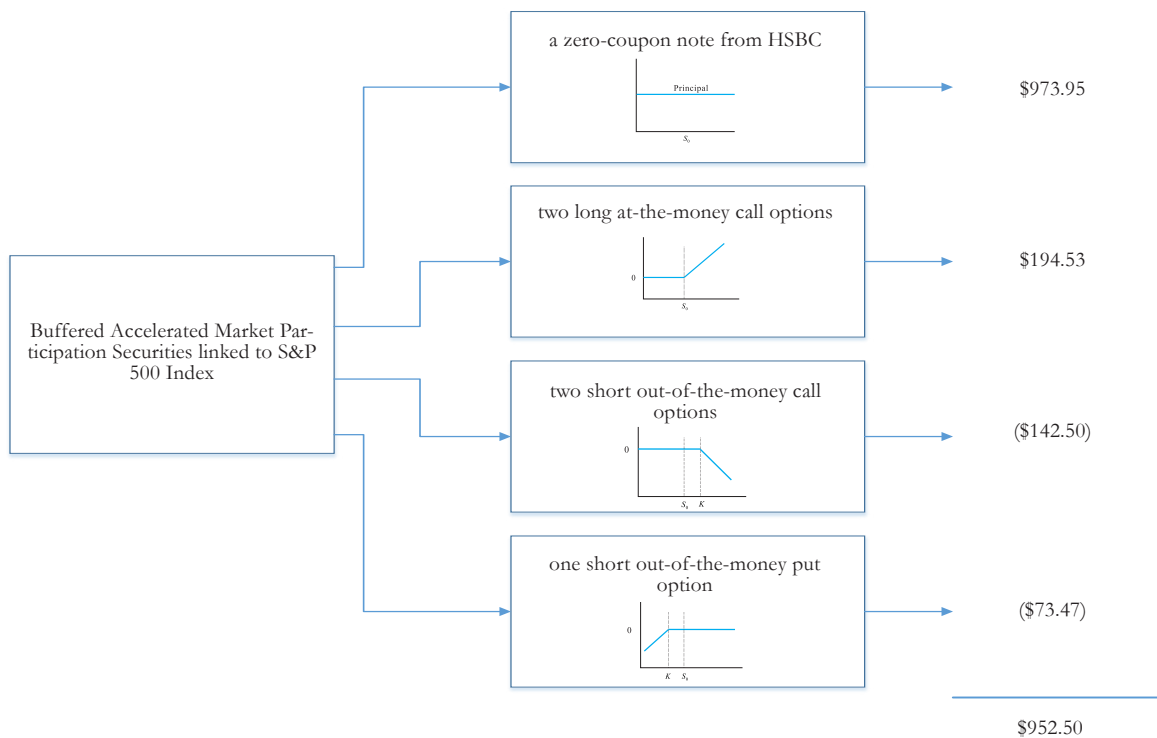 a zero-coupon note from HSBC
Principal
S₀
$973.95
two long at-the-money call options
0
S₀
$194.53
Buffered Accelerated Market Par-
ticipation Securities linked to S&P
500 Index
two short out-of-the-money call
options
0
S₀ K
($142.50)
one short out-of-the-money put
option
0
K S₀
($73.47)
$952.50